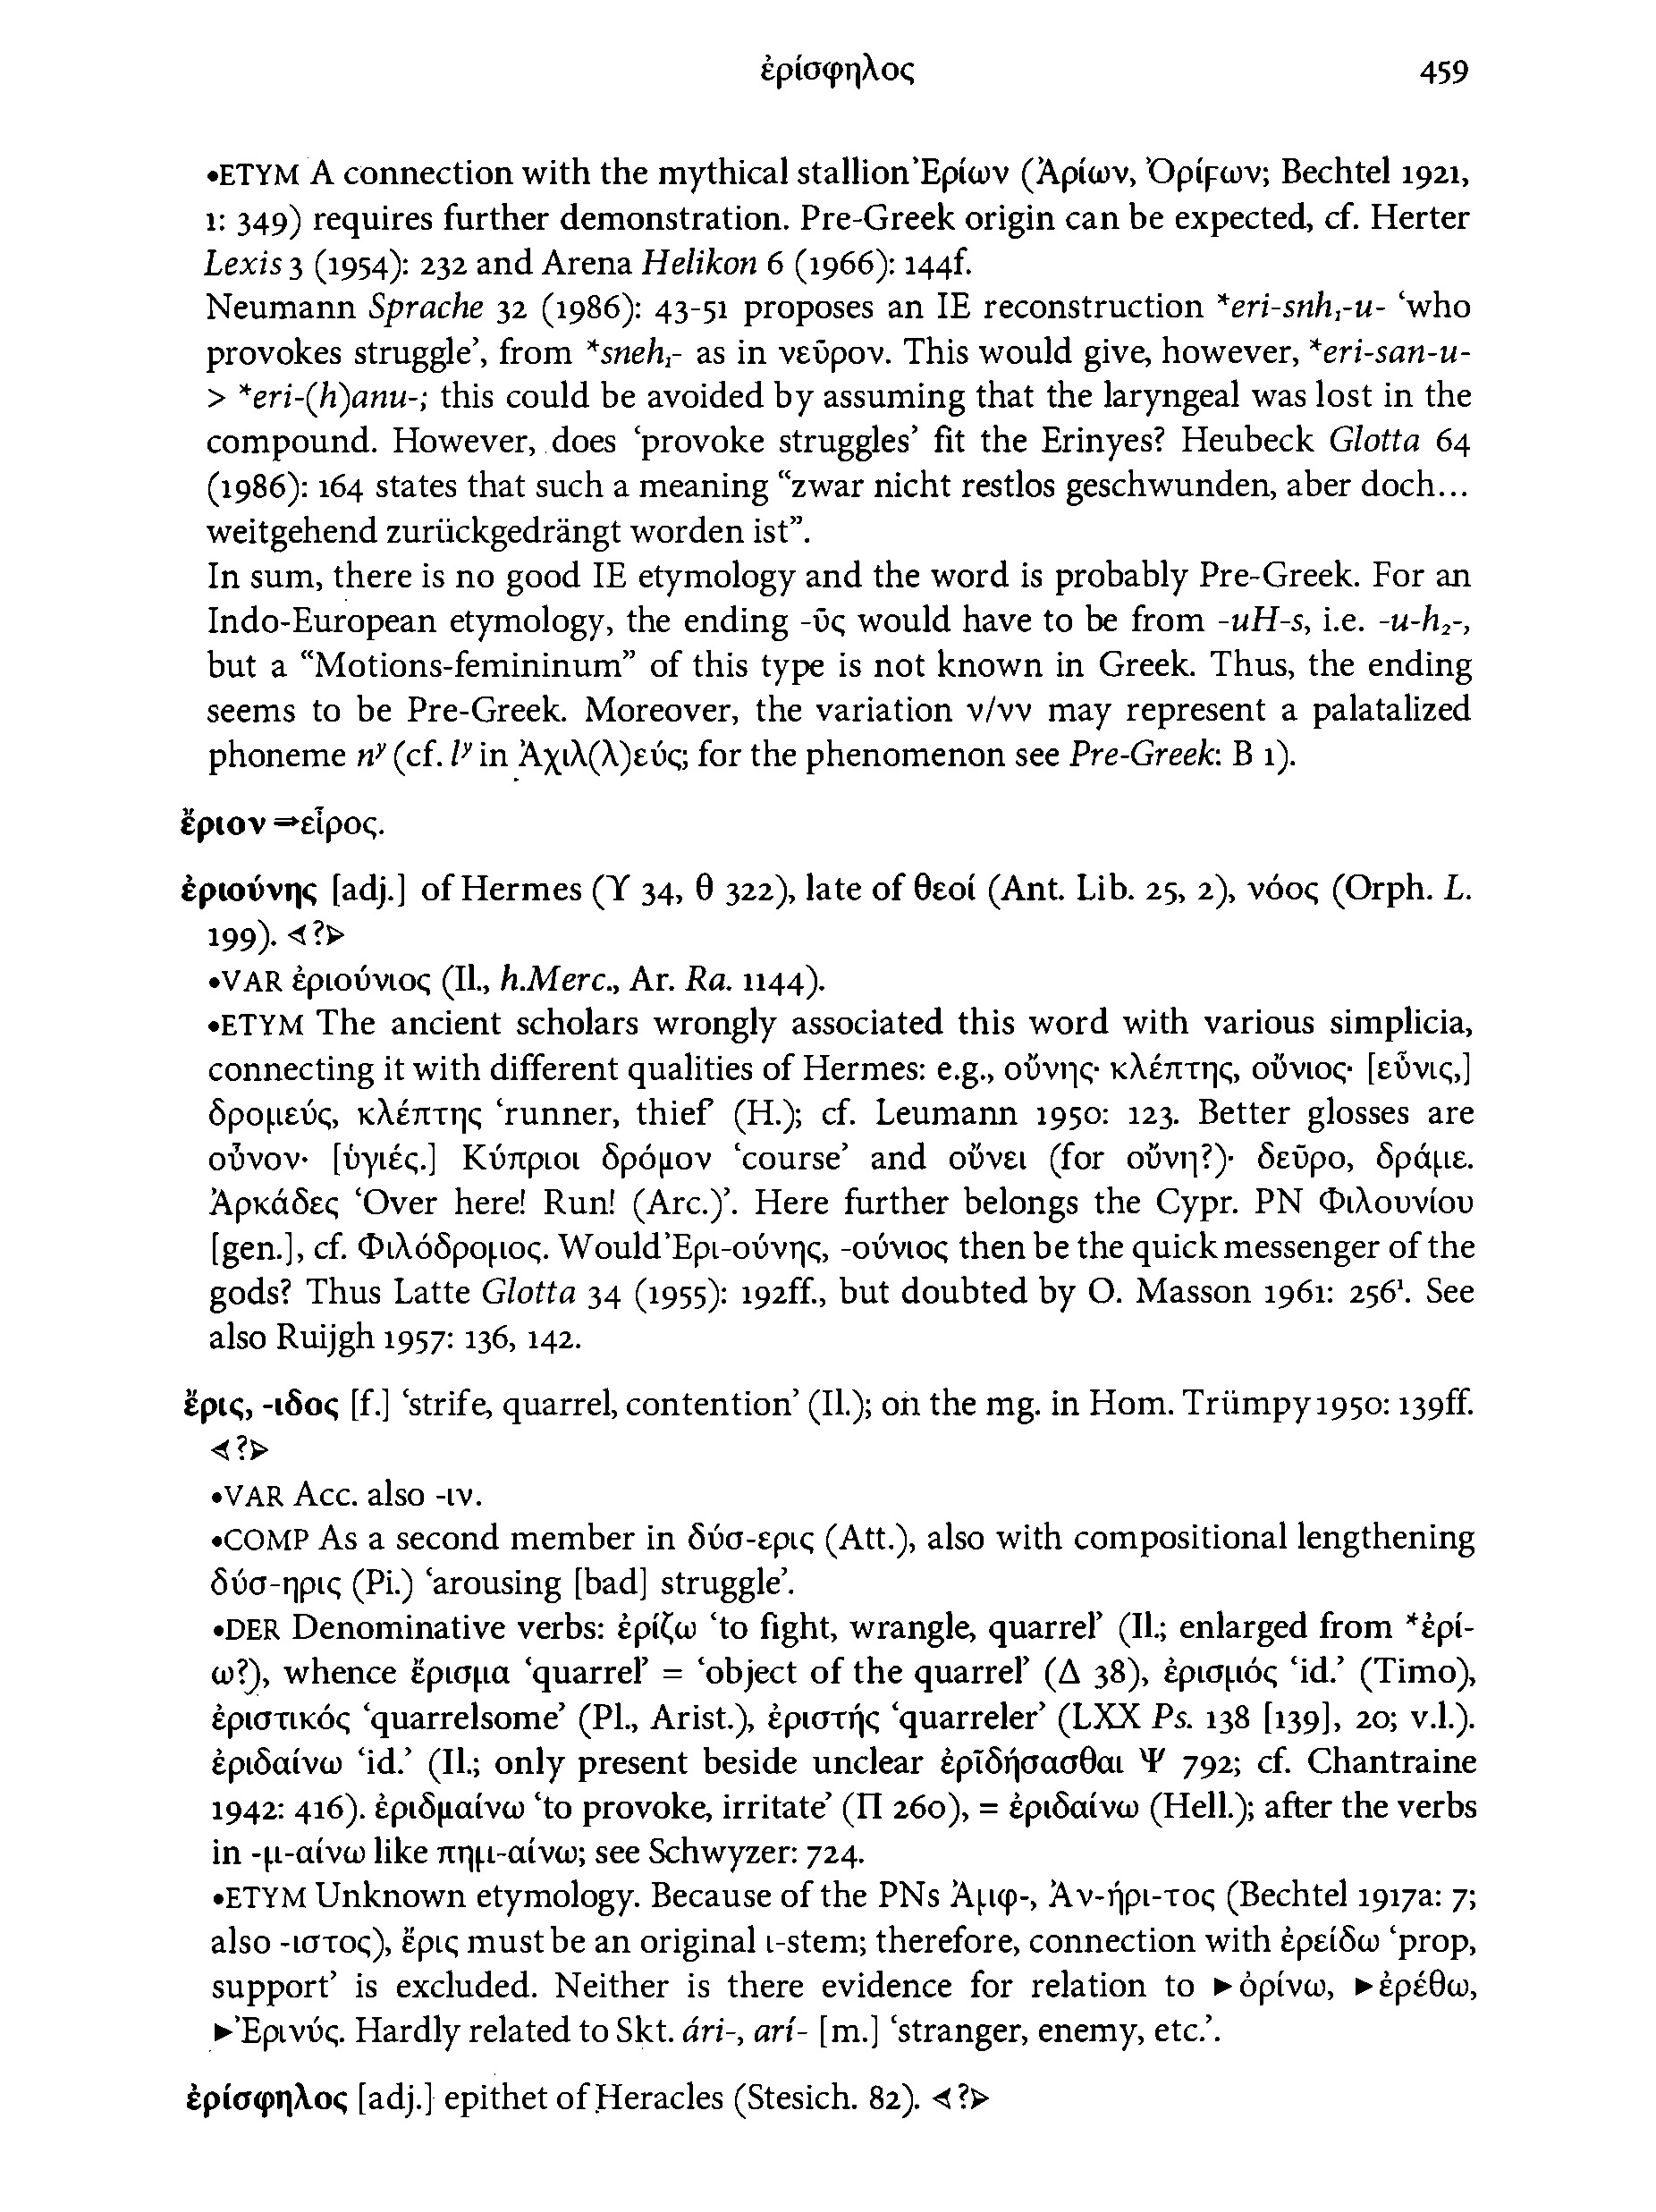 ἐρίσφηλος 459
•ETYM A connection with the mythical stallion Ἐρίων (Ἀρίων, Ὀρίϝων; Bechtel 1921,
1: 349) requires further demonstration. Pre-Greek origin can be expected, cf. Herter
Lexis 3 (1954): 232 and Arena Helikon 6 (1966): 144f.
Neumann Sprache 32 (1986): 43-51 proposes an IE reconstruction *eri-snh₁-u- ‘who
provokes struggle’, from *sneh₁- as in νεῦρον. This would give, however, *eri-san-u-
> *eri-(h)anu-; this could be avoided by assuming that the laryngeal was lost in the
compound. However, does ‘provoke struggles’ fit the Erinyes? Heubeck Glotta 64
(1986): 164 states that such a meaning “zwar nicht restlos geschwunden, aber doch...
weitgehend zurückgedrängt worden ist”.
In sum, there is no good IE etymology and the word is probably Pre-Greek. For an
Indo-European etymology, the ending -ῡς would have to be from -uH-s, i.e. -u-h₂-,
but a “Motions-femininum” of this type is not known in Greek. Thus, the ending
seems to be Pre-Greek. Moreover, the variation ν/νν may represent a palatalized
phoneme nʸ (cf. lʸ in Ἀχιλ(λ)εύς; for the phenomenon see Pre-Greek: B 1).
ἔριον ⇒εἶρος.
ἐριούνης [adj.] of Hermes (Υ 34, θ 322), late of θεοί (Ant. Lib. 25, 2), νόος (Orph. L.
199). ⊲?⊳
•VAR ἐριούνιος (Il., h.Merc., Ar. Ra. 1144).
•ETYM The ancient scholars wrongly associated this word with various simplicia,
connecting it with different qualities of Hermes: e.g., οὔνης· κλέπτης, οὔνιος· [εὖνις,]
δρομεύς, κλέπτης ‘runner, thief’ (H.); cf. Leumann 1950: 123. Better glosses are
οὖνον· [ὑγιές.] Κύπριοι δρόμον ‘course’ and οὔνει (for οὔνη?)· δεῦρο, δράμε.
Ἀρκάδες ‘Over here! Run! (Arc.)’. Here further belongs the Cypr. PN Φιλουνίου
[gen.], cf. Φιλόδρομος. Would Ἐρι-ούνης, -ούνιος then be the quick messenger of the
gods? Thus Latte Glotta 34 (1955): 192ff., but doubted by O. Masson 1961: 256¹. See
also Ruijgh 1957: 136, 142.
ἔρις, -ιδος [f.] ‘strife, quarrel, contention’ (Il.); on the mg. in Hom. Trümpy 1950: 139ff.
⊲?⊳
•VAR Acc. also -ιν.
•COMP As a second member in δύσ-ερις (Att.), also with compositional lengthening
δύσ-ηρις (Pi.) ‘arousing [bad] struggle’.
•DER Denominative verbs: ἐρίζω ‘to fight, wrangle, quarrel’ (Il.; enlarged from *ἐρί-
ω?), whence ἔρισμα ‘quarrel’ = ‘object of the quarrel’ (Δ 38), ἐρισμός ‘id.’ (Timo),
ἐριστικός ‘quarrelsome’ (Pl., Arist.), ἐριστής ‘quarreler’ (LXX Ps. 138 [139], 20; v.l.).
ἐριδαίνω ‘id.’ (Il.; only present beside unclear ἐρῑδήσασθαι Ψ 792; cf. Chantraine
1942: 416). ἐριδμαίνω ‘to provoke, irritate’ (Π 260), = ἐριδαίνω (Hell.); after the verbs
in -μ-αίνω like πημ-αίνω; see Schwyzer: 724.
•ETYM Unknown etymology. Because of the PNs Ἀμφ-, Ἀν-ήρι-τος (Bechtel 1917a: 7;
also -ιστος), ἔρις must be an original ι-stem; therefore, connection with ἐρείδω ‘prop,
support’ is excluded. Neither is there evidence for relation to ►ὀρίνω, ►ἐρέθω,
►Ἐρινύς. Hardly related to Skt. ári-, arí- [m.] ‘stranger, enemy, etc.’.
ἐρίσφηλος [adj.] epithet of Heracles (Stesich. 82). ⊲?⊳